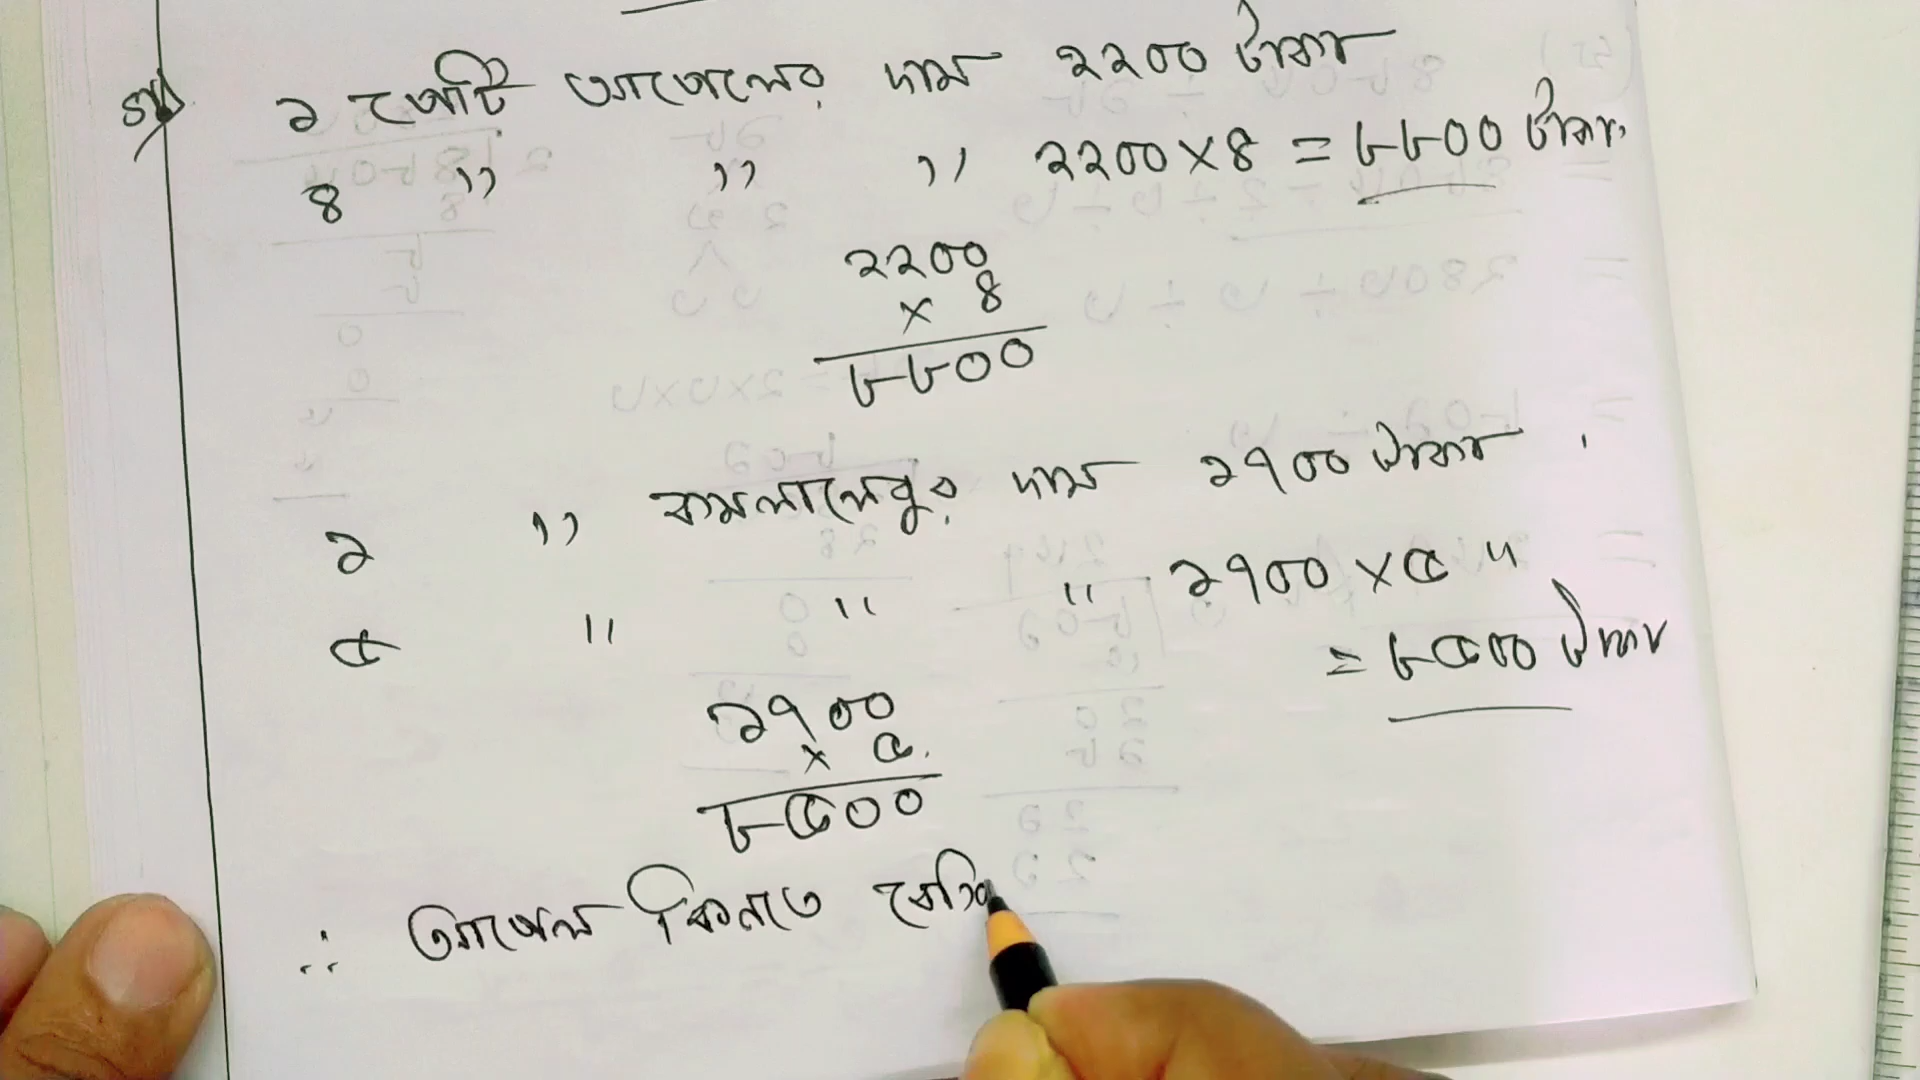 ১ পেটি আপেলের দাম ২২০০ টাকা
৪ ,, ,, ,, ২২০০ × ৪ = ৮৮০০ টাকা
২২০০
× ৪
৮৮০০
১ ,, কমলালেবুর দাম ১৭০০ টাকা
৫ " " " ১৭০০ × ৫ "
= ৮৫০০ টাকা
১৭০০
× ৫
৮৫০০
∴ আপেল কিনতে বেশি